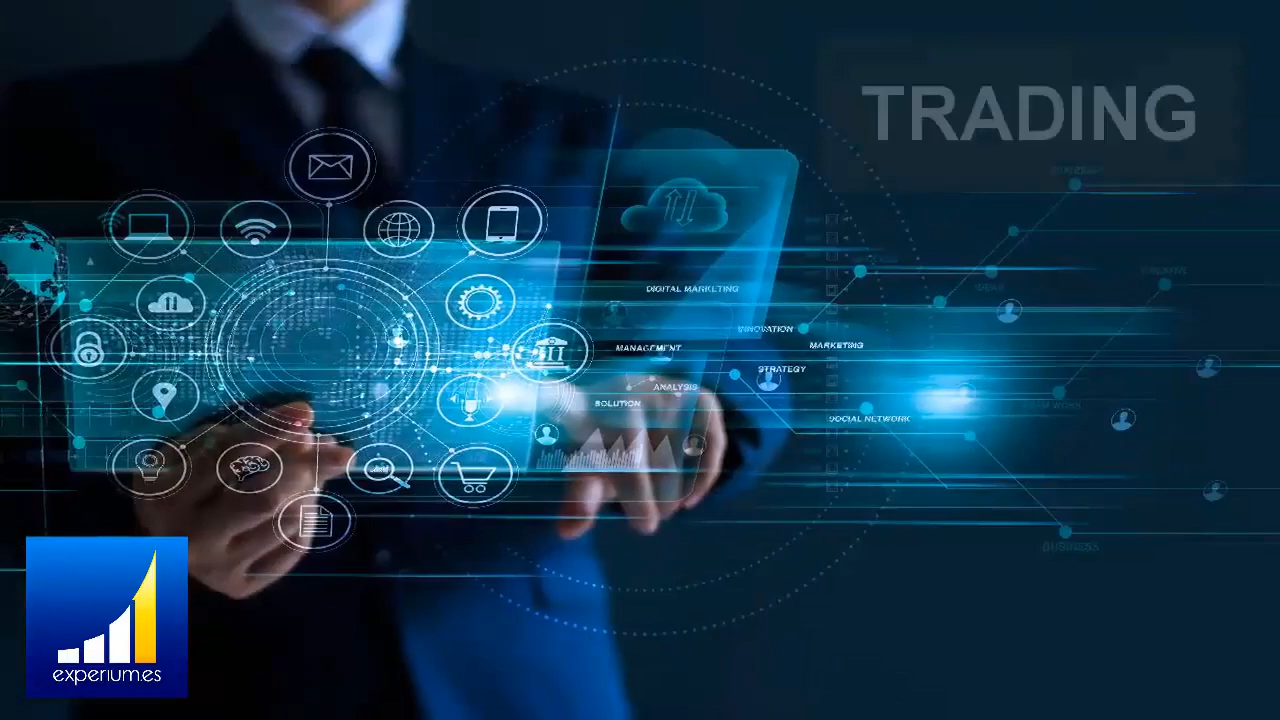 TRADING
DIGITAL MARKETING
INNOVATION
MANAGEMENT
MARKETING
STRATEGY
ANALYSIS
SOLUTION
SOCIAL NETWORK
BUSINESS
experium.es